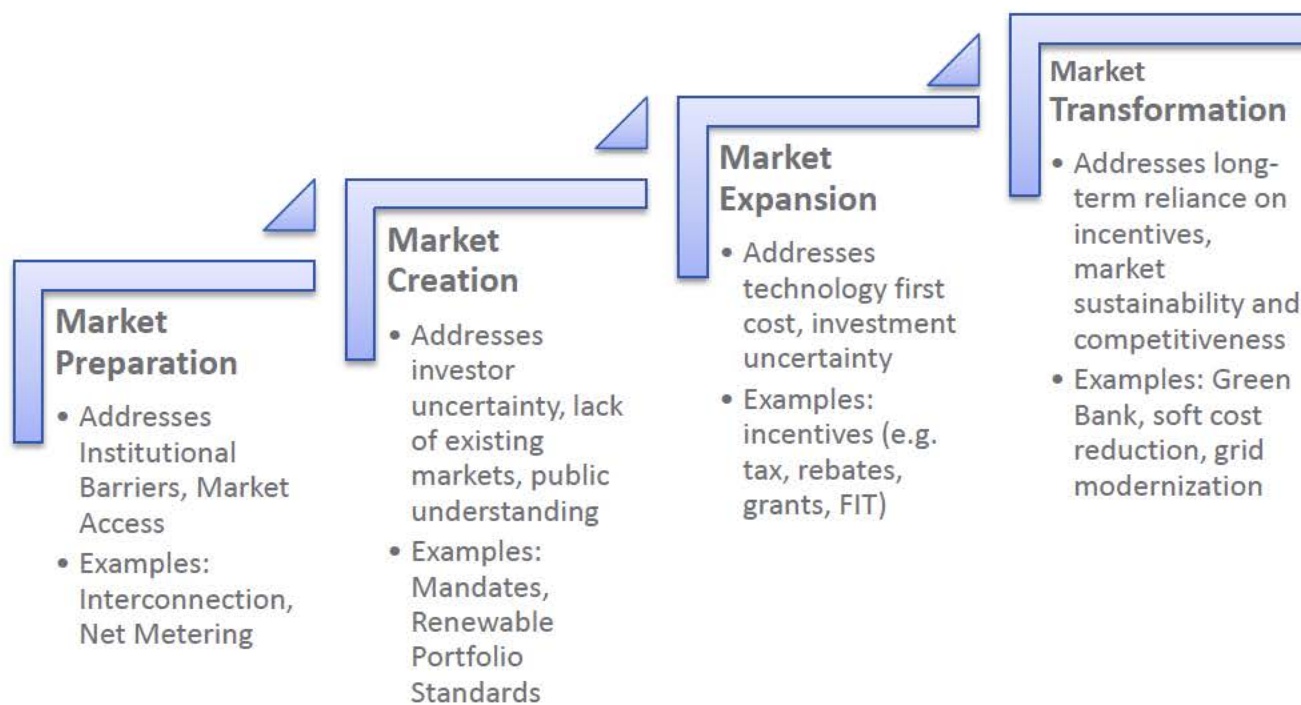 Market
Preparation
• Addresses
Institutional
Barriers, Market
Access
• Examples:
Interconnection,
Net Metering
Market
Creation
• Addresses
investor
uncertainty, lack
of existing
markets, public
understanding
• Examples:
Mandates,
Renewable
Portfolio
Standards
Market
Expansion
• Addresses
technology first
cost, investment
uncertainty
• Examples:
incentives (e.g.
tax, rebates,
grants, FIT)
Market
Transformation
• Addresses long-
term reliance on
incentives,
market
sustainability and
competitiveness
• Examples: Green
Bank, soft cost
reduction, grid
modernization